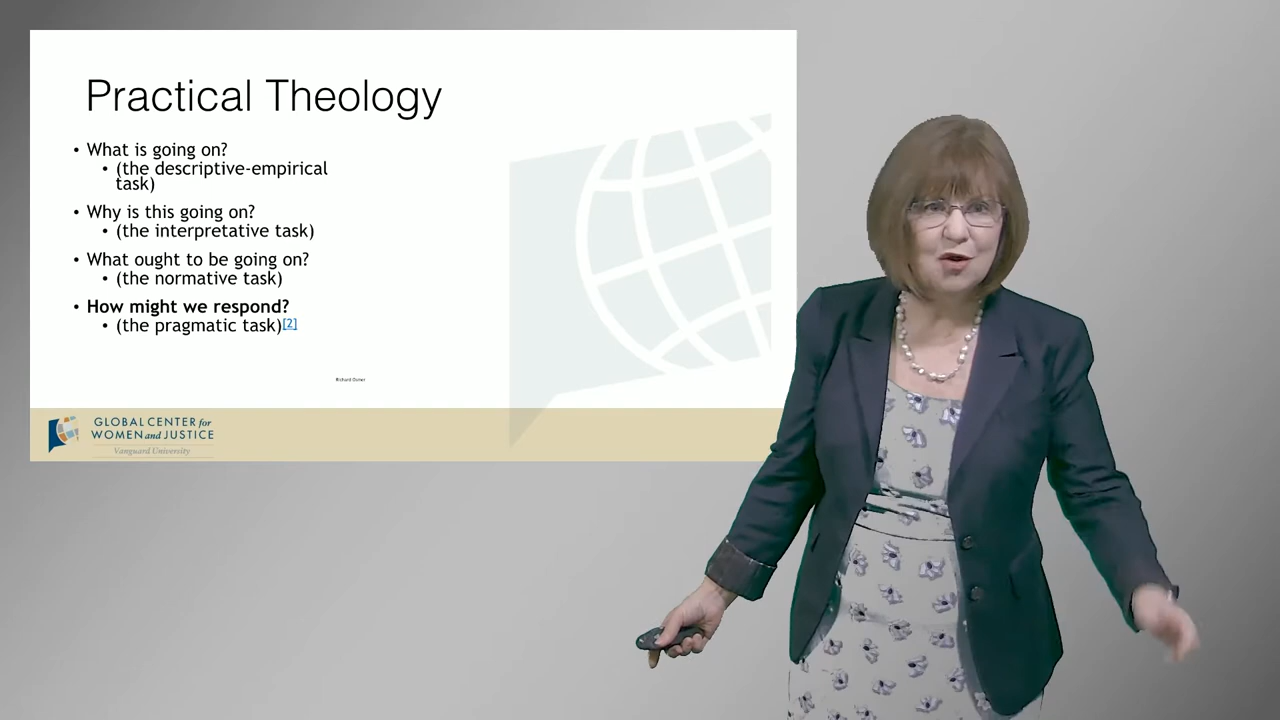 Practical Theology
• What is going on?
• (the descriptive-empirical
task)
• Why is this going on?
• (the interpretative task)
• What ought to be going on?
• (the normative task)
• How might we respond?
• (the pragmatic task)[2]
Richard Osmer
GLOBAL CENTER for
WOMEN and JUSTICE
Vanguard University